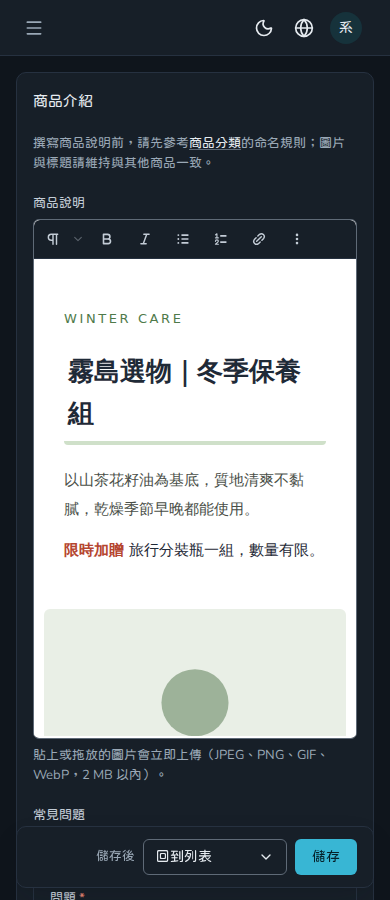 系
商品介紹
撰寫商品說明前，請先參考商品分類的命名規則；圖片
與標題請維持與其他商品一致。
商品說明
WINTER CARE
霧島選物｜冬季保養
組
以山茶花籽油為基底，質地清爽不黏
膩，乾燥季節早晚都能使用。
限時加贈 旅行分裝瓶一組，數量有限。
貼上或拖放的圖片會立即上傳（JPEG、PNG、GIF、
WebP，2 MB 以內）。
常見問題
儲存後 回到列表 儲存
問題 *